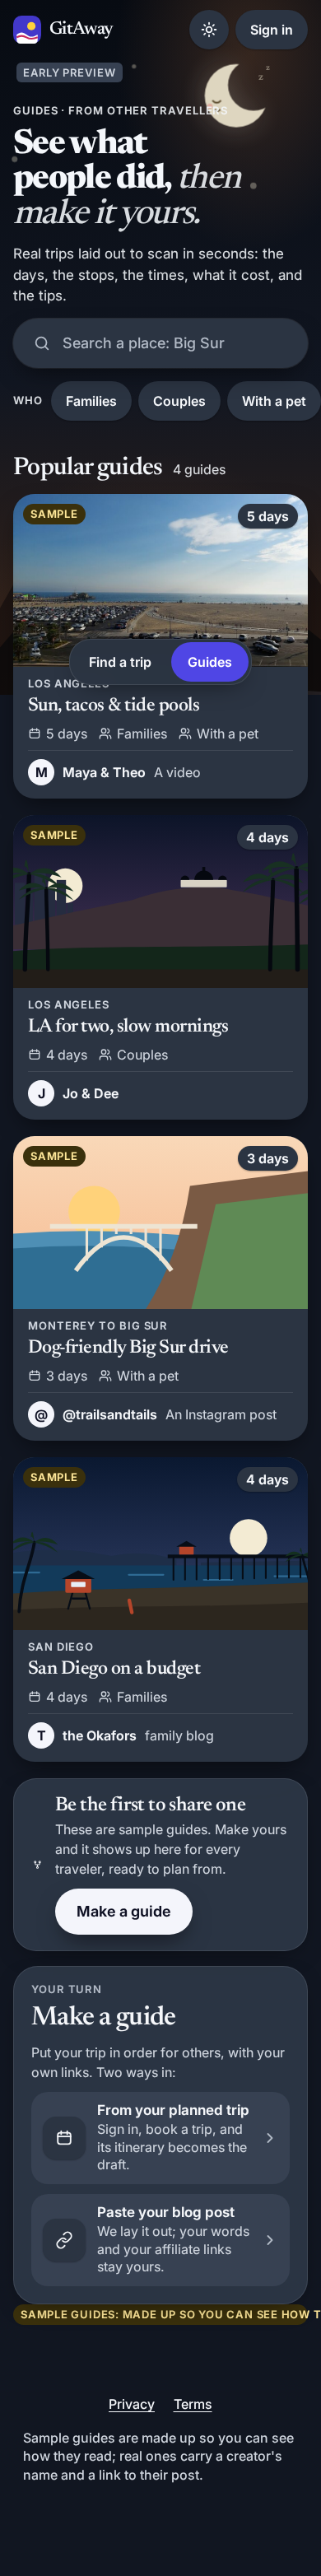 GitAway
Sign in
EARLY PREVIEW
z
z
GUIDES · FROM OTHER TRAVELLERS
See what
people did, then
make it yours.
Real trips laid out to scan in seconds: the
days, the stops, the times, what it cost, and
the tips.
Search a place: Big Sur
WHO
Families
Couples
With a pet
Popular guides
4 guides
SAMPLE
5 days
Find a trip
Guides
LOS ANGELES
Sun, tacos & tide pools
5 days
Families
With a pet
M
Maya & Theo
A video
SAMPLE
4 days
LOS ANGELES
LA for two, slow mornings
4 days
Couples
J
Jo & Dee
SAMPLE
3 days
MONTEREY TO BIG SUR
Dog-friendly Big Sur drive
3 days
With a pet
@
@trailsandtails
An Instagram post
SAMPLE
4 days
SAN DIEGO
San Diego on a budget
4 days
Families
T
the Okafors
family blog
Be the first to share one
These are sample guides. Make yours
and it shows up here for every
traveler, ready to plan from.
Make a guide
YOUR TURN
Make a guide
Put your trip in order for others, with your
own links. Two ways in:
From your planned trip
Sign in, book a trip, and
its itinerary becomes the
draft.
Paste your blog post
We lay it out; your words
and your affiliate links
stay yours.
SAMPLE GUIDES: MADE UP SO YOU CAN SEE HOW T
Privacy
Terms
Sample guides are made up so you can see
how they read; real ones carry a creator's
name and a link to their post.